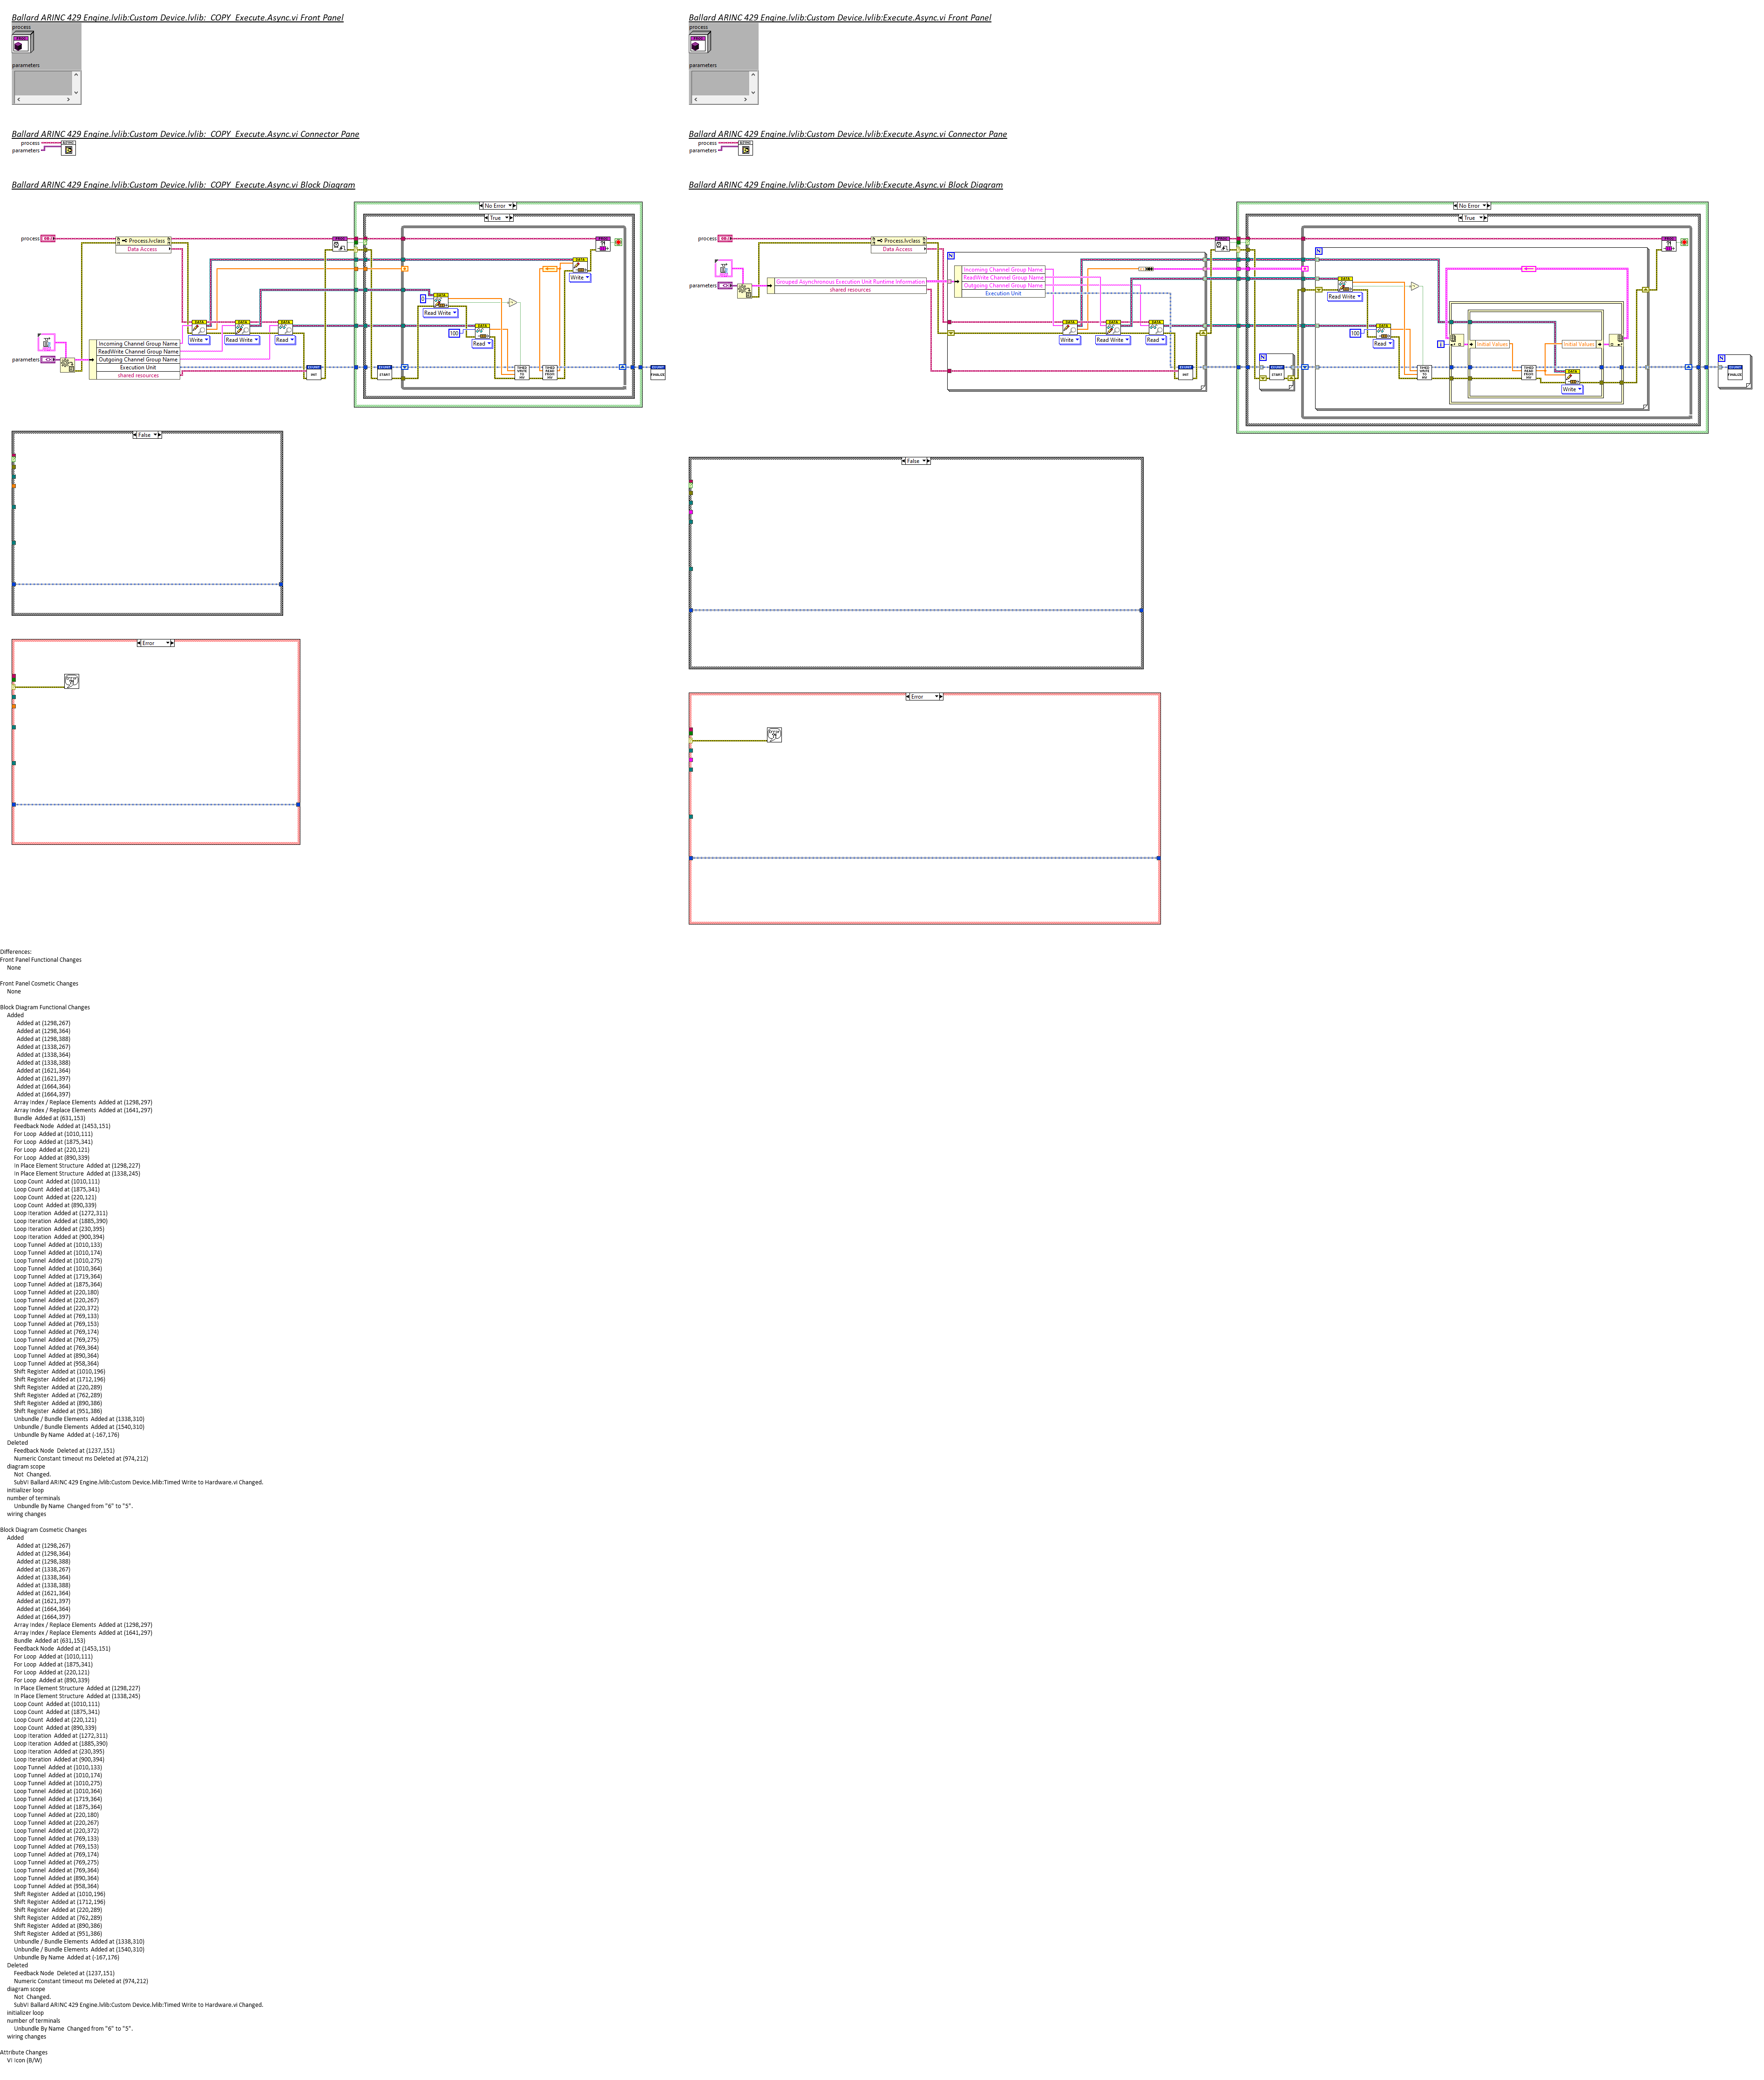 Ballard ARINC 429 Engine.lvlib:Custom Device.lvlib:_COPY_Execute.Async.vi Front Panel
process
parameters
Ballard ARINC 429 Engine.lvlib:Custom Device.lvlib:_COPY_Execute.Async.vi Connector Pane
process
parameters
Ballard ARINC 429 Engine.lvlib:Custom Device.lvlib:_COPY_Execute.Async.vi Block Diagram
No Error
True
process
Process.lvclass
Data Access
DATA
Write
DATA
Read Write
DATA
Write
DATA
Read Write
DATA
Read
100
DATA
Read
Incoming Channel Group Name
ReadWrite Channel Group Name
Outgoing Channel Group Name
Execution Unit
shared resources
parameters
INIT
START
TIMED WRITE TO HW
TIMED READ FROM HW
FINALIZE
False
Error
Ballard ARINC 429 Engine.lvlib:Custom Device.lvlib:Execute.Async.vi Front Panel
process
parameters
Ballard ARINC 429 Engine.lvlib:Custom Device.lvlib:Execute.Async.vi Connector Pane
process
parameters
Ballard ARINC 429 Engine.lvlib:Custom Device.lvlib:Execute.Async.vi Block Diagram
No Error
True
process
Process.lvclass
Data Access
N
N
Incoming Channel Group Name
ReadWrite Channel Group Name
Outgoing Channel Group Name
Execution Unit
Grouped Asynchronous Execution Unit Runtime Information
shared resources
parameters
DATA
Read Write
DATA
Write
DATA
Read Write
DATA
Read
100
DATA
Read
i
Initial Values
Initial Values
N
N
INIT
START
TIMED WRITE TO HW
TIMED READ FROM HW
DATA
Write
FINALIZE
False
Error
Differences:
Front Panel Functional Changes
None
Front Panel Cosmetic Changes
None
Block Diagram Functional Changes
Added
Added at (1298,267)
Added at (1298,364)
Added at (1298,388)
Added at (1338,267)
Added at (1338,364)
Added at (1338,388)
Added at (1621,364)
Added at (1621,397)
Added at (1664,364)
Added at (1664,397)
Array Index / Replace Elements  Added at (1298,297)
Array Index / Replace Elements  Added at (1641,297)
Bundle  Added at (631,153)
Feedback Node  Added at (1453,151)
For Loop  Added at (1010,111)
For Loop  Added at (1875,341)
For Loop  Added at (220,121)
For Loop  Added at (890,339)
In Place Element Structure  Added at (1298,227)
In Place Element Structure  Added at (1338,245)
Loop Count  Added at (1010,111)
Loop Count  Added at (1875,341)
Loop Count  Added at (220,121)
Loop Count  Added at (890,339)
Loop Iteration  Added at (1272,311)
Loop Iteration  Added at (1885,390)
Loop Iteration  Added at (230,395)
Loop Iteration  Added at (900,394)
Loop Tunnel  Added at (1010,133)
Loop Tunnel  Added at (1010,174)
Loop Tunnel  Added at (1010,275)
Loop Tunnel  Added at (1010,364)
Loop Tunnel  Added at (1719,364)
Loop Tunnel  Added at (1875,364)
Loop Tunnel  Added at (220,180)
Loop Tunnel  Added at (220,267)
Loop Tunnel  Added at (220,372)
Loop Tunnel  Added at (769,133)
Loop Tunnel  Added at (769,153)
Loop Tunnel  Added at (769,174)
Loop Tunnel  Added at (769,275)
Loop Tunnel  Added at (769,364)
Loop Tunnel  Added at (890,364)
Loop Tunnel  Added at (958,364)
Shift Register  Added at (1010,196)
Shift Register  Added at (1712,196)
Shift Register  Added at (220,289)
Shift Register  Added at (762,289)
Shift Register  Added at (890,386)
Shift Register  Added at (951,386)
Unbundle / Bundle Elements  Added at (1338,310)
Unbundle / Bundle Elements  Added at (1540,310)
Unbundle By Name  Added at (-167,176)
Deleted
Feedback Node  Deleted at (1237,151)
Numeric Constant timeout ms Deleted at (974,212)
diagram scope
Not  Changed.
SubVI Ballard ARINC 429 Engine.lvlib:Custom Device.lvlib:Timed Write to Hardware.vi Changed.
initializer loop
number of terminals
Unbundle By Name  Changed from "6" to "5".
wiring changes
Block Diagram Cosmetic Changes
Added
Added at (1298,267)
Added at (1298,364)
Added at (1298,388)
Added at (1338,267)
Added at (1338,364)
Added at (1338,388)
Added at (1621,364)
Added at (1621,397)
Added at (1664,364)
Added at (1664,397)
Array Index / Replace Elements  Added at (1298,297)
Array Index / Replace Elements  Added at (1641,297)
Bundle  Added at (631,153)
Feedback Node  Added at (1453,151)
For Loop  Added at (1010,111)
For Loop  Added at (1875,341)
For Loop  Added at (220,121)
For Loop  Added at (890,339)
In Place Element Structure  Added at (1298,227)
In Place Element Structure  Added at (1338,245)
Loop Count  Added at (1010,111)
Loop Count  Added at (1875,341)
Loop Count  Added at (220,121)
Loop Count  Added at (890,339)
Loop Iteration  Added at (1272,311)
Loop Iteration  Added at (1885,390)
Loop Iteration  Added at (230,395)
Loop Iteration  Added at (900,394)
Loop Tunnel  Added at (1010,133)
Loop Tunnel  Added at (1010,174)
Loop Tunnel  Added at (1010,275)
Loop Tunnel  Added at (1010,364)
Loop Tunnel  Added at (1719,364)
Loop Tunnel  Added at (1875,364)
Loop Tunnel  Added at (220,180)
Loop Tunnel  Added at (220,267)
Loop Tunnel  Added at (220,372)
Loop Tunnel  Added at (769,133)
Loop Tunnel  Added at (769,153)
Loop Tunnel  Added at (769,174)
Loop Tunnel  Added at (769,275)
Loop Tunnel  Added at (769,364)
Loop Tunnel  Added at (890,364)
Loop Tunnel  Added at (958,364)
Shift Register  Added at (1010,196)
Shift Register  Added at (1712,196)
Shift Register  Added at (220,289)
Shift Register  Added at (762,289)
Shift Register  Added at (890,386)
Shift Register  Added at (951,386)
Unbundle / Bundle Elements  Added at (1338,310)
Unbundle / Bundle Elements  Added at (1540,310)
Unbundle By Name  Added at (-167,176)
Deleted
Feedback Node  Deleted at (1237,151)
Numeric Constant timeout ms Deleted at (974,212)
diagram scope
Not  Changed.
SubVI Ballard ARINC 429 Engine.lvlib:Custom Device.lvlib:Timed Write to Hardware.vi Changed.
initializer loop
number of terminals
Unbundle By Name  Changed from "6" to "5".
wiring changes
Attribute Changes
VI Icon (B/W)